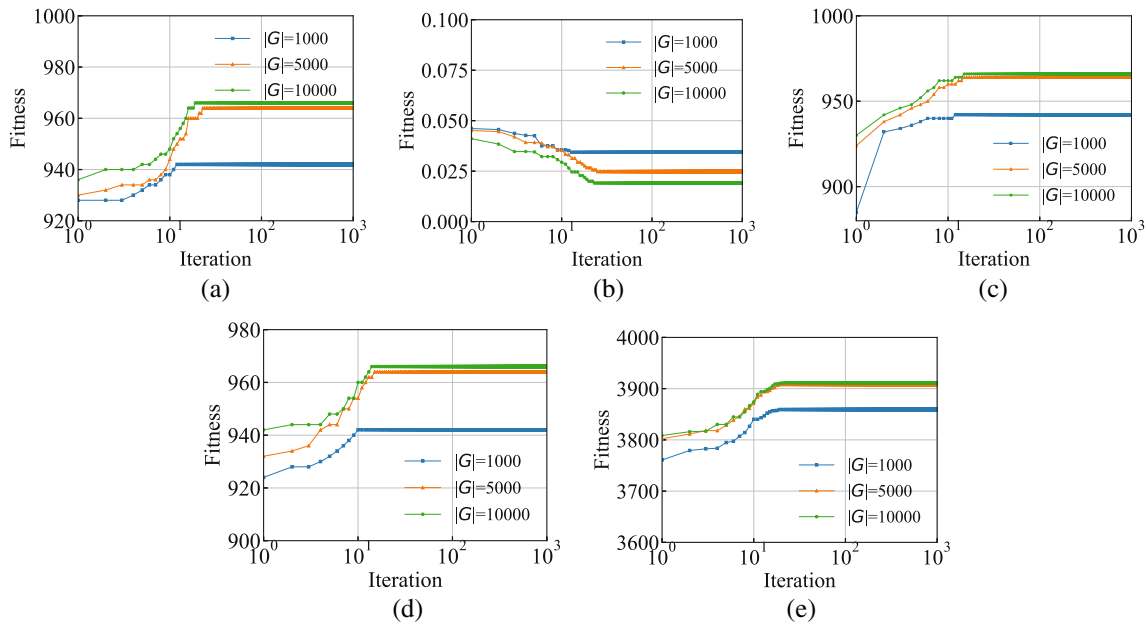 1000
980
960
940
920
Fitness
|G|=1000
|G|=5000
|G|=10000
10^0
10^1
10^2
10^3
Iteration
(a)
0.100
0.075
0.050
0.025
0.000
Fitness
|G|=1000
|G|=5000
|G|=10000
10^0
10^1
10^2
10^3
Iteration
(b)
1000
950
900
Fitness
|G|=1000
|G|=5000
|G|=10000
10^0
10^1
10^2
10^3
Iteration
(c)
980
960
940
920
900
Fitness
|G|=1000
|G|=5000
|G|=10000
10^0
10^1
10^2
10^3
Iteration
(d)
4000
3900
3800
3700
3600
Fitness
|G|=1000
|G|=5000
|G|=10000
10^0
10^1
10^2
10^3
Iteration
(e)